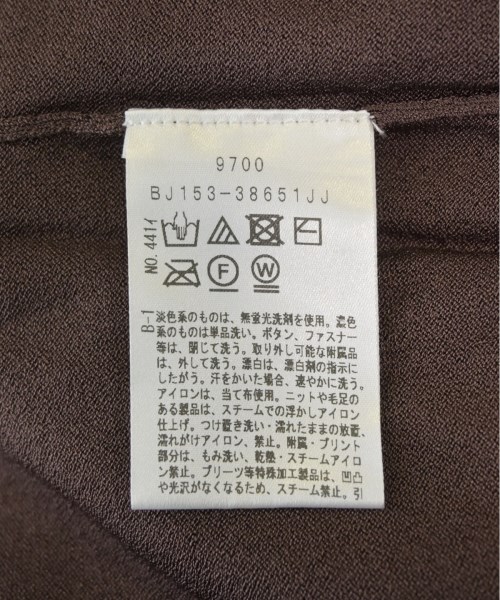 9700
BJ153-38651JJ
NO.441イ
F
W
B-1
淡色系のものは、無蛍光洗剤を使用。濃色
系のものは単品洗い。ボタン、ファスナー
等は、閉じて洗う。取り外し可能な附属品
は、外して洗う。漂白は、漂白剤の指示に
したがう。汗をかいた場合、速やかに洗う。
アイロンは、当て布使用。ニットや毛足の
ある製品は、スチームでの浮かしアイロン
仕上げ。つけ置き洗い・濡れたままの放置、
濡れがけアイロン、禁止。附属・プリント
部分は、もみ洗い、乾燥・スチームアイロ
ン禁止。プリーツ等特殊加工製品は、凹凸
や光沢がなくなるため、スチーム禁止。引